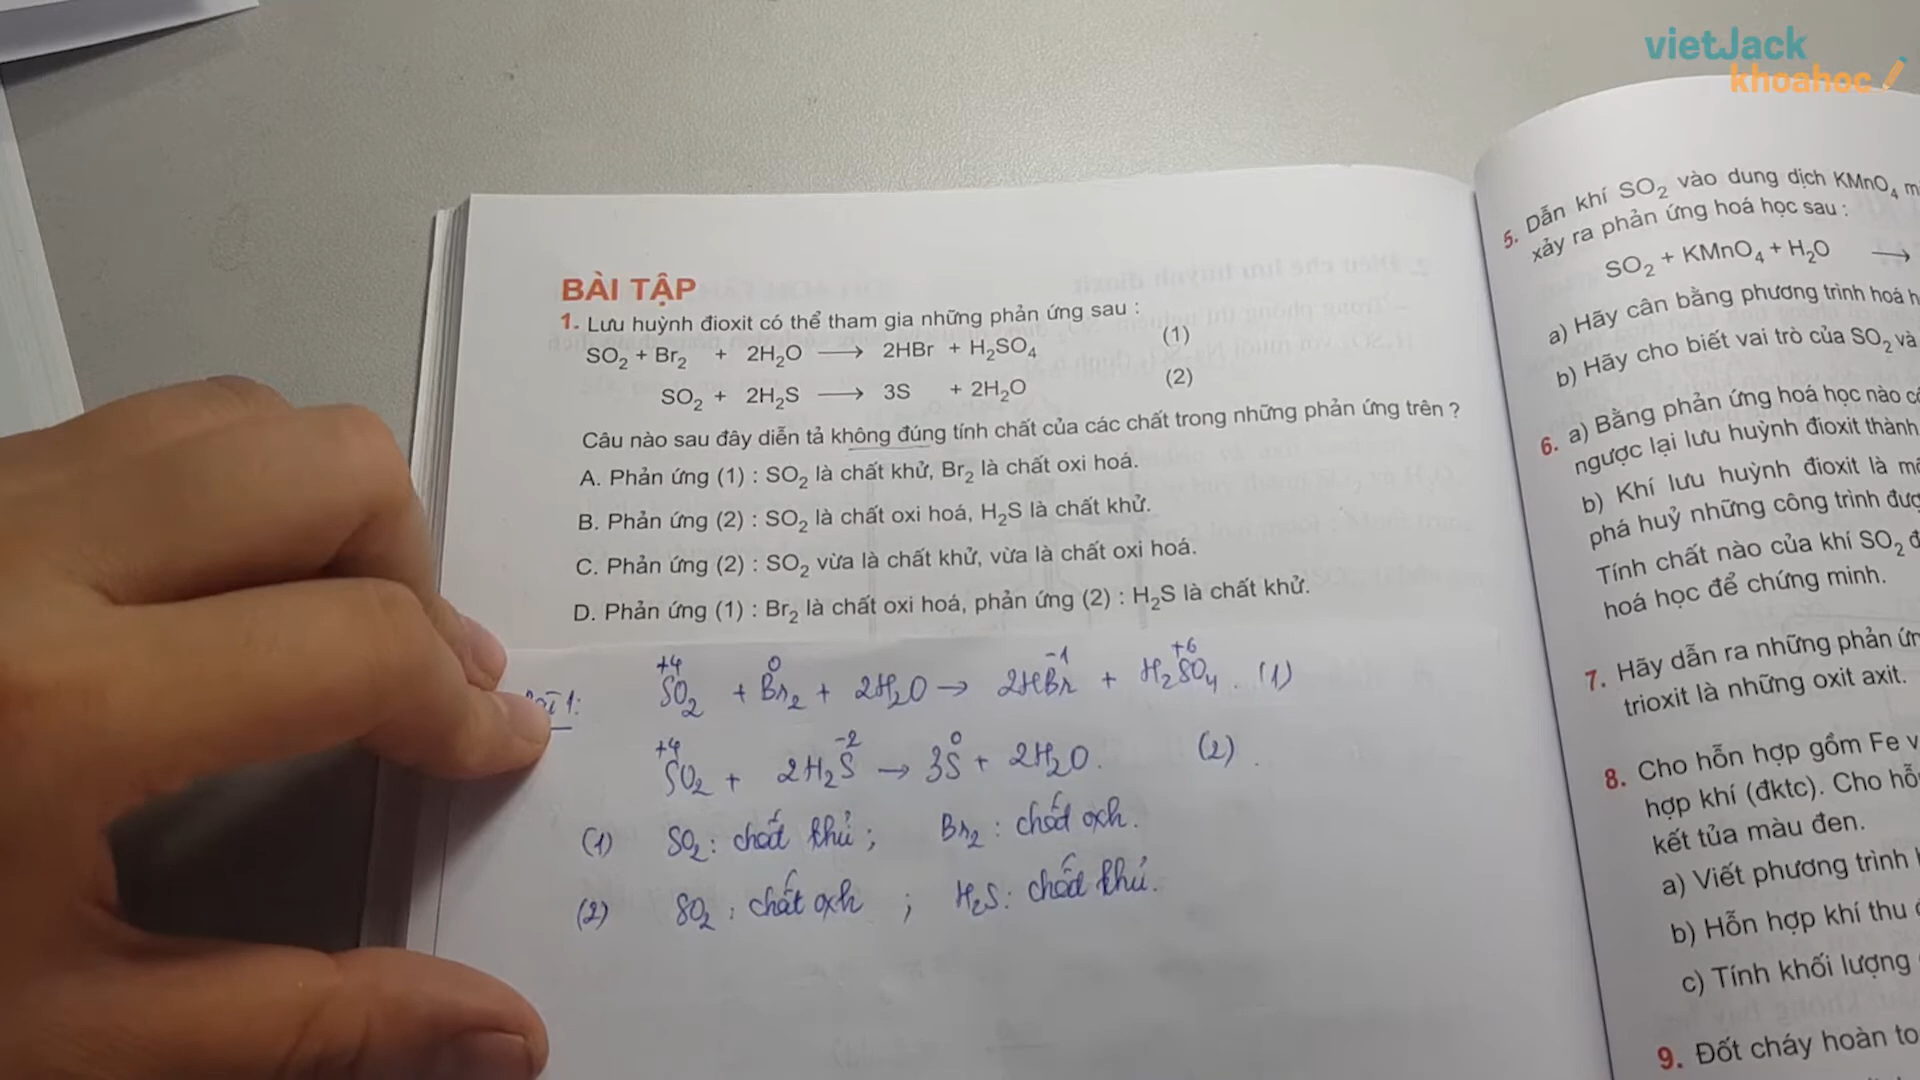 vietJack
khoahoc
BÀI TẬP
1. Lưu huỳnh đioxit có thể tham gia những phản ứng sau :
SO₂ + Br₂ + 2H₂O ⟶ 2HBr + H₂SO₄ (1)
SO₂ + 2H₂S ⟶ 3S + 2H₂O (2)
Câu nào sau đây diễn tả không đúng tính chất của các chất trong những phản ứng trên ?
A. Phản ứng (1) : SO₂ là chất khử, Br₂ là chất oxi hoá.
B. Phản ứng (2) : SO₂ là chất oxi hoá, H₂S là chất khử.
C. Phản ứng (2) : SO₂ vừa là chất khử, vừa là chất oxi hoá.
D. Phản ứng (1) : Br₂ là chất oxi hoá, phản ứng (2) : H₂S là chất khử.
+4 0 -1 +6
1: SO₂ + Br₂ + 2H₂O → 2HBr + H₂SO₄. (1)
+4 -2 0
SO₂ + 2H₂S → 3S + 2H₂O. (2).
(1) SO₂: chất khử; Br₂: chất oxh.
(2) SO₂: chất oxh; H₂S: chất khử.
5. Dẫn khí SO₂ vào dung dịch KMnO₄
xảy ra phản ứng hoá học sau :
SO₂ + KMnO₄ + H₂O ⟶
a) Hãy cân bằng phương trình hoá
b) Hãy cho biết vai trò của SO₂ và
6. a) Bằng phản ứng hoá học nào
ngược lại lưu huỳnh đioxit thành
b) Khí lưu huỳnh đioxit là
phá huỷ những công trình
Tính chất nào của khí SO₂
hoá học để chứng minh.
7. Hãy dẫn ra những phản
trioxit là những oxit axit.
8. Cho hỗn hợp gồm Fe
hợp khí (đktc). Cho
kết tủa màu đen.
a) Viết phương trình
b) Hỗn hợp khí thu
c) Tính khối lượng
9. Đốt cháy hoàn